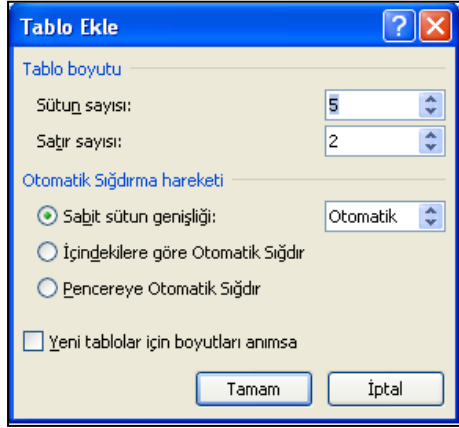 Tablo Ekle
Tablo boyutu
Sütun sayısı: 5
Satır sayısı: 2
Otomatik Sığdırma hareketi
Sabit sütun genişliği: Otomatik
İçindekilere göre Otomatik Sığdır
Pencereye Otomatik Sığdır
Yeni tablolar için boyutları anımsa
Tamam İptal